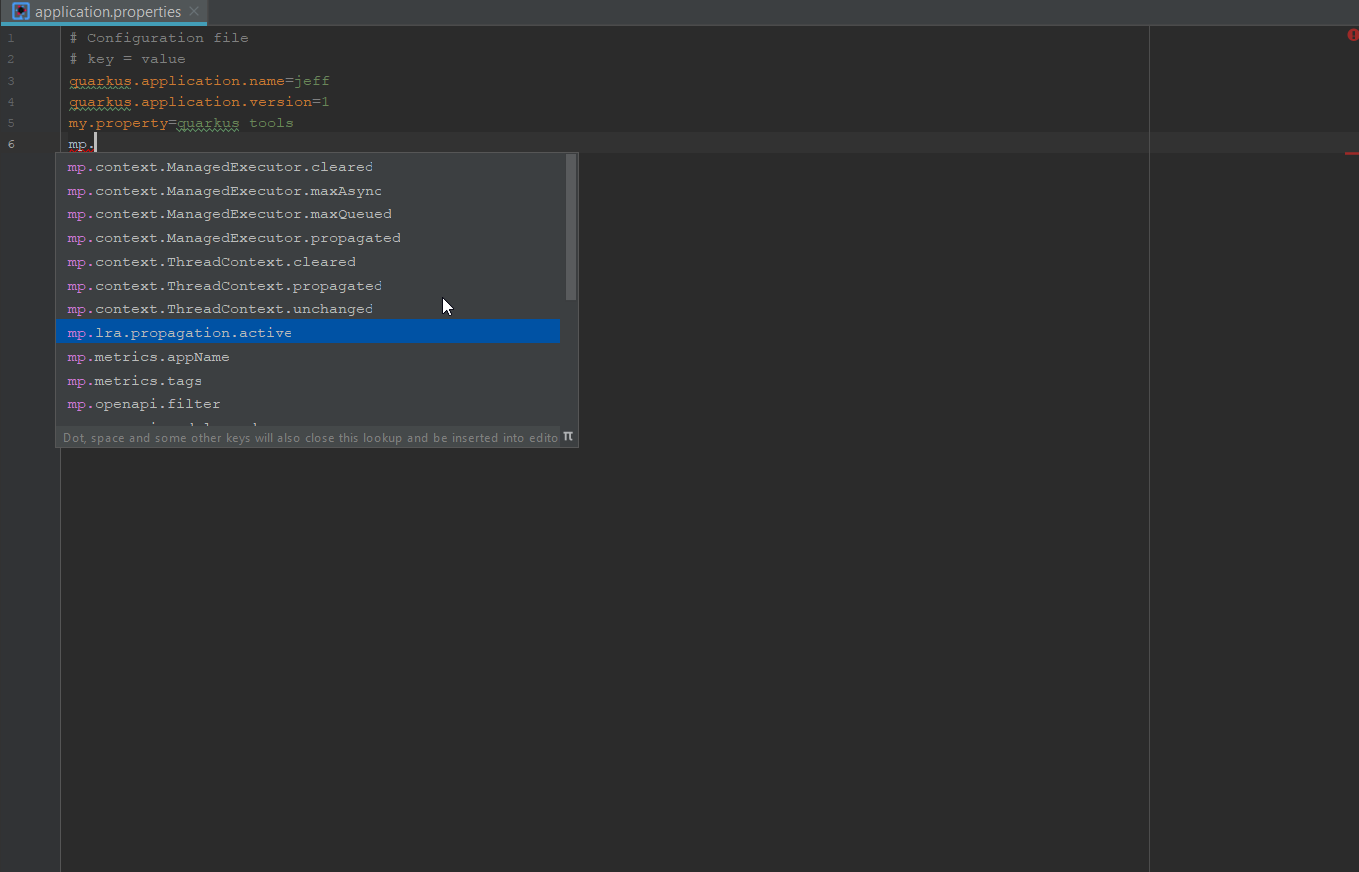 application.properties
1 # Configuration file
2 # key = value
3 quarkus.application.name=jeff
4 quarkus.application.version=1
5 my.property=quarkus tools
6 mp.
mp.context.ManagedExecutor.cleared
mp.context.ManagedExecutor.maxAsync
mp.context.ManagedExecutor.maxQueued
mp.context.ManagedExecutor.propagated
mp.context.ThreadContext.cleared
mp.context.ThreadContext.propagated
mp.context.ThreadContext.unchanged
mp.lra.propagation.active
mp.metrics.appName
mp.metrics.tags
mp.openapi.filter
Dot, space and some other keys will also close this lookup and be inserted into edito π